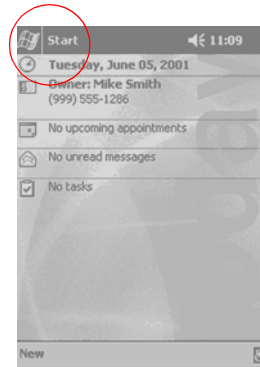 Start 11:09
Tuesday, June 05, 2001
Owner: Mike Smith
(999) 555-1286
No upcoming appointments
No unread messages
No tasks
New